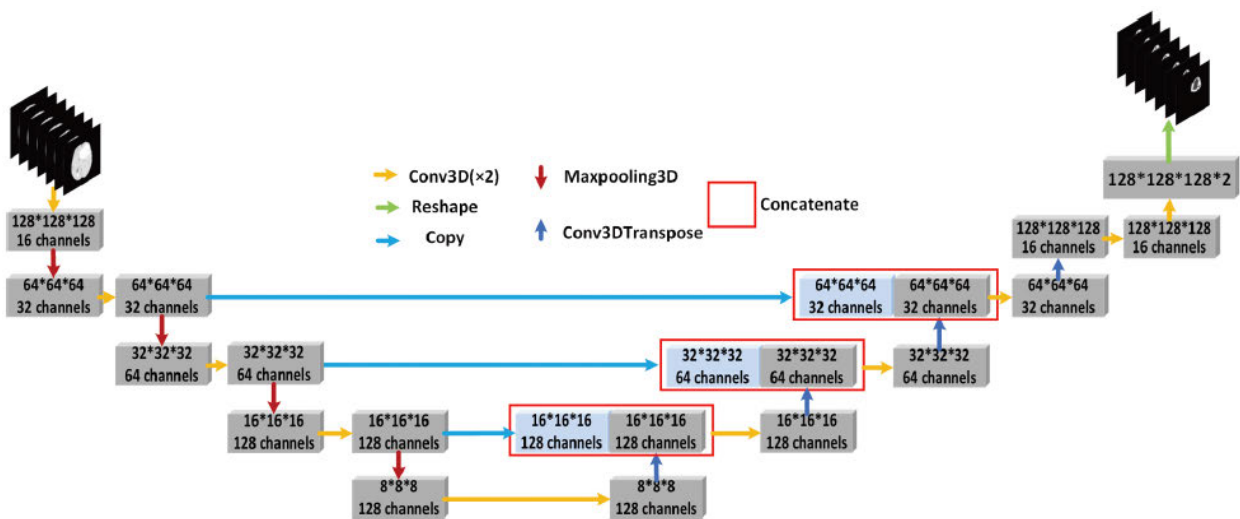 128*128*128
16 channels
64*64*64
32 channels
64*64*64
32 channels
32*32*32
64 channels
32*32*32
64 channels
16*16*16
128 channels
16*16*16
128 channels
8*8*8
128 channels
Conv3D(×2)
Reshape
Copy
Maxpooling3D
Conv3DTranspose
Concatenate
8*8*8
128 channels
16*16*16
128 channels
16*16*16
128 channels
16*16*16
128 channels
32*32*32
64 channels
32*32*32
64 channels
32*32*32
64 channels
64*64*64
32 channels
64*64*64
32 channels
64*64*64
32 channels
128*128*128
16 channels
128*128*128
16 channels
128*128*128*2